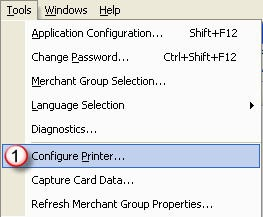 Tools Windows Help
Application Configuration... Shift+F12
Change Password... Ctrl+Shift+F12
Merchant Group Selection...
Language Selection
Diagnostics...
1 Configure Printer...
Capture Card Data...
Refresh Merchant Group Properties...